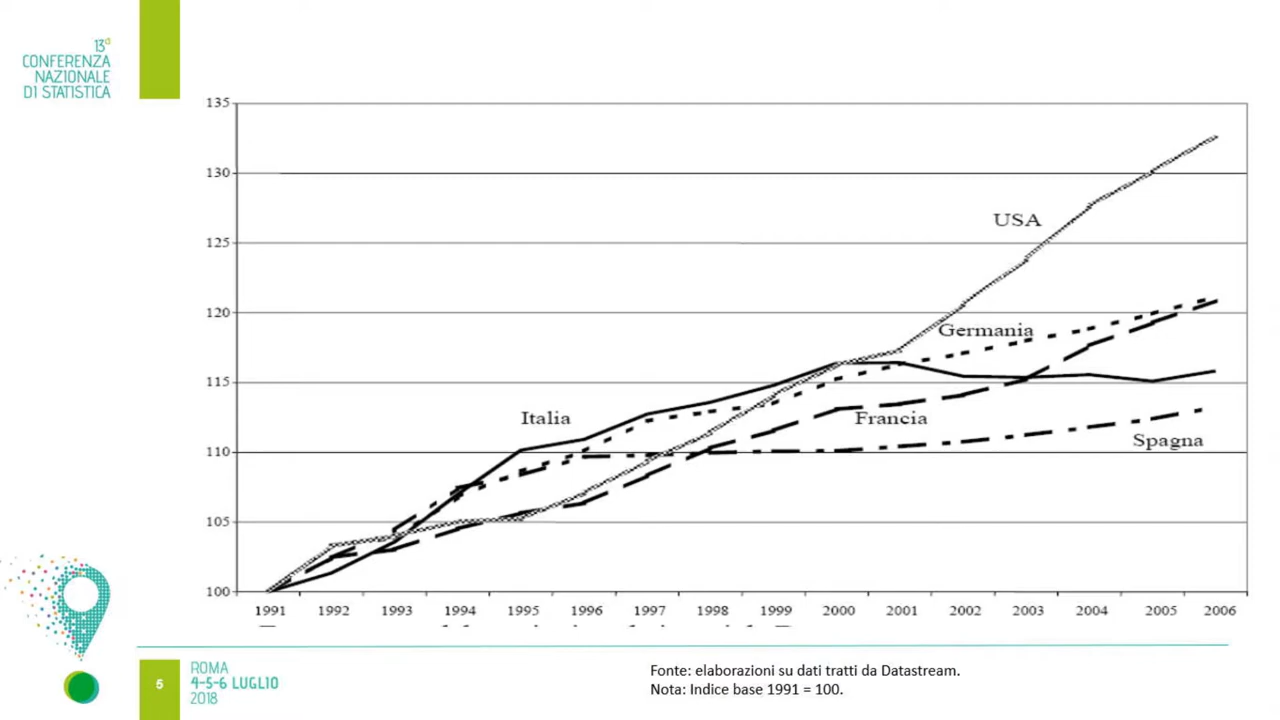 13a
CONFERENZA
NAZIONALE
DI STATISTICA
135
130
125
120
115
110
105
100
USA
Germania
Italia
Francia
Spagna
1991 1992 1993 1994 1995 1996 1997 1998 1999 2000 2001 2002 2003 2004 2005 2006
5
ROMA
4-5-6 LUGLIO
2018
Fonte: elaborazioni su dati tratti da Datastream.
Nota: Indice base 1991 = 100.